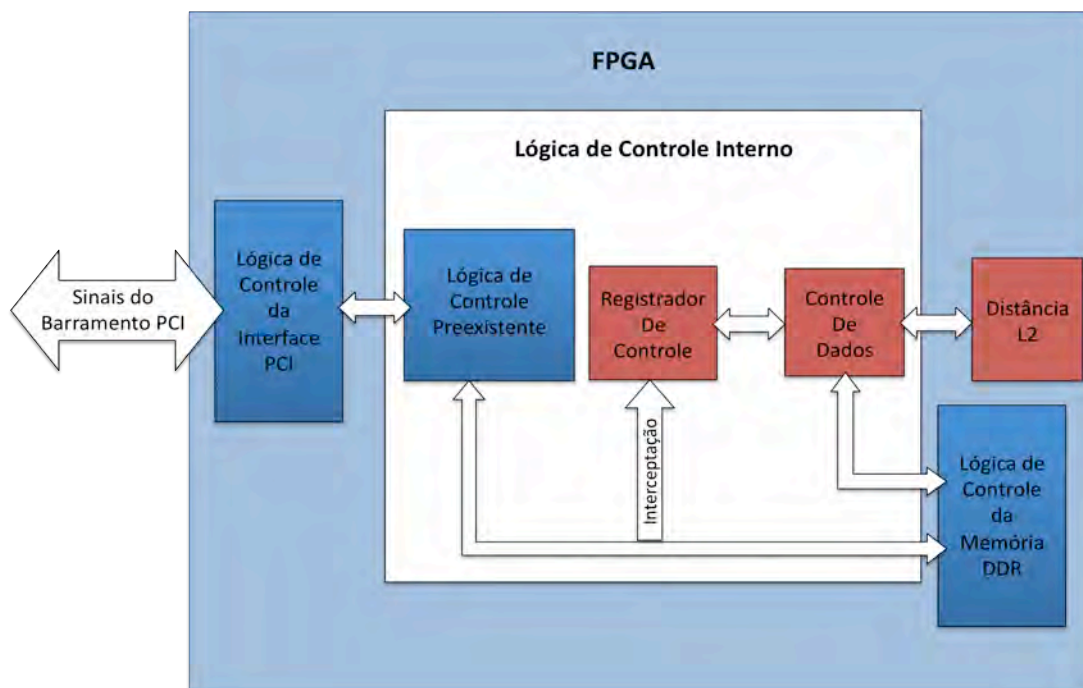 FPGA
Lógica de Controle Interno
Sinais do
Barramento PCI
Lógica de
Controle
da
Interface
PCI
Lógica de
Controle
Preexistente
Registrador
De
Controle
Controle
De
Dados
Distância
L2
Interceptação
Lógica de
Controle
da
Memória
DDR